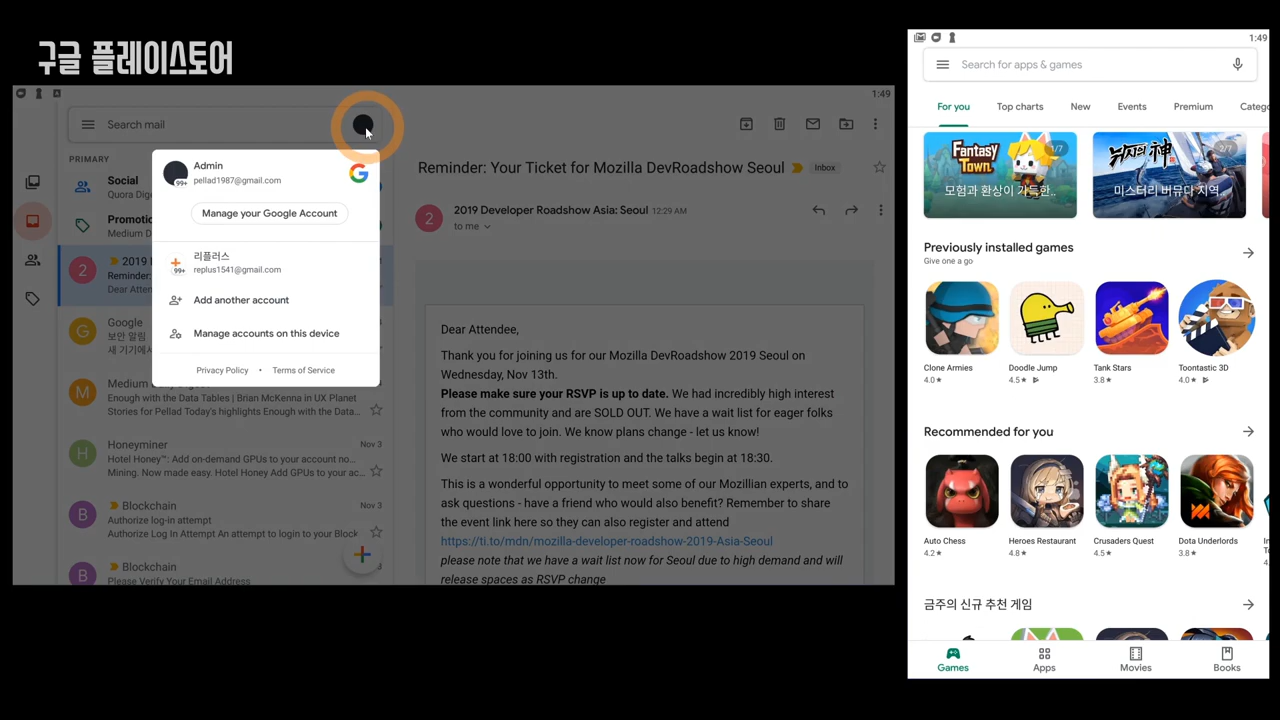 구글 플레이스토어
1:49
Search mail
PRIMARY
Social
Quora Dige
Promotio
Medium D
2
2019
Reminder:
Dear Atten
G
Google
보안 알림
새 기기에서
M
Medium Dai
Enough with the Data Tables | Brian McKenna in UX Planet
Stories for Pellad Today's highlights Enough with the Data...
H
Honeyminer
Nov 3
Hotel Honey™: Add on-demand GPUs to your account no...
Mining. Now made easy. Hotel Honey Add GPUs to your ac...
B
Blockchain
Nov 3
Authorize log-in attempt
Authorize Log In Attempt An attempt to login to your Block
B
Blockchain
Please Verify Your Email Address
Admin
pellad1987@gmail.com
99+
Manage your Google Account
리플러스
replus1541@gmail.com
99+
Add another account
Manage accounts on this device
Privacy Policy • Terms of Service
Reminder: Your Ticket for Mozilla DevRoadshow Seoul
Inbox
2
2019 Developer Roadshow Asia: Seoul 12:29 AM
to me
Dear Attendee,
Thank you for joining us for our Mozilla DevRoadshow 2019 Seoul on
Wednesday, Nov 13th.
Please make sure your RSVP is up to date. We had incredibly high interest
from the community and are SOLD OUT. We have a wait list for eager folks
who would love to join. We know plans change - let us know!
We start at 18:00 with registration and the talks begin at 18:30.
This is a wonderful opportunity to meet some of our Mozillian experts, and to
ask questions - have a friend who would also benefit? Remember to share
the event link here so they can also register and attend
https://ti.to/mdn/mozilla-developer-roadshow-2019-Asia-Seoul
please note that we have a wait list now for Seoul due to high demand and will
release spaces as RSVP change
1:49
Search for apps & games
For you
Top charts
New
Events
Premium
Categ
Fantasy
Town
1/7
모험과 환상이 가득한..
낚시의 神
2/7
미스터리 버뮤다 지역..
Previously installed games
Give one a go
Clone Armies
4.0★
Doodle Jump
4.5★
Tank Stars
3.8★
Toontastic 3D
4.0★
Recommended for you
Auto Chess
4.2★
Heroes Restaurant
4.8★
Crusaders Quest
4.5★
Dota Underlords
3.8★
금주의 신규 추천 게임
Games
Apps
Movies
Books